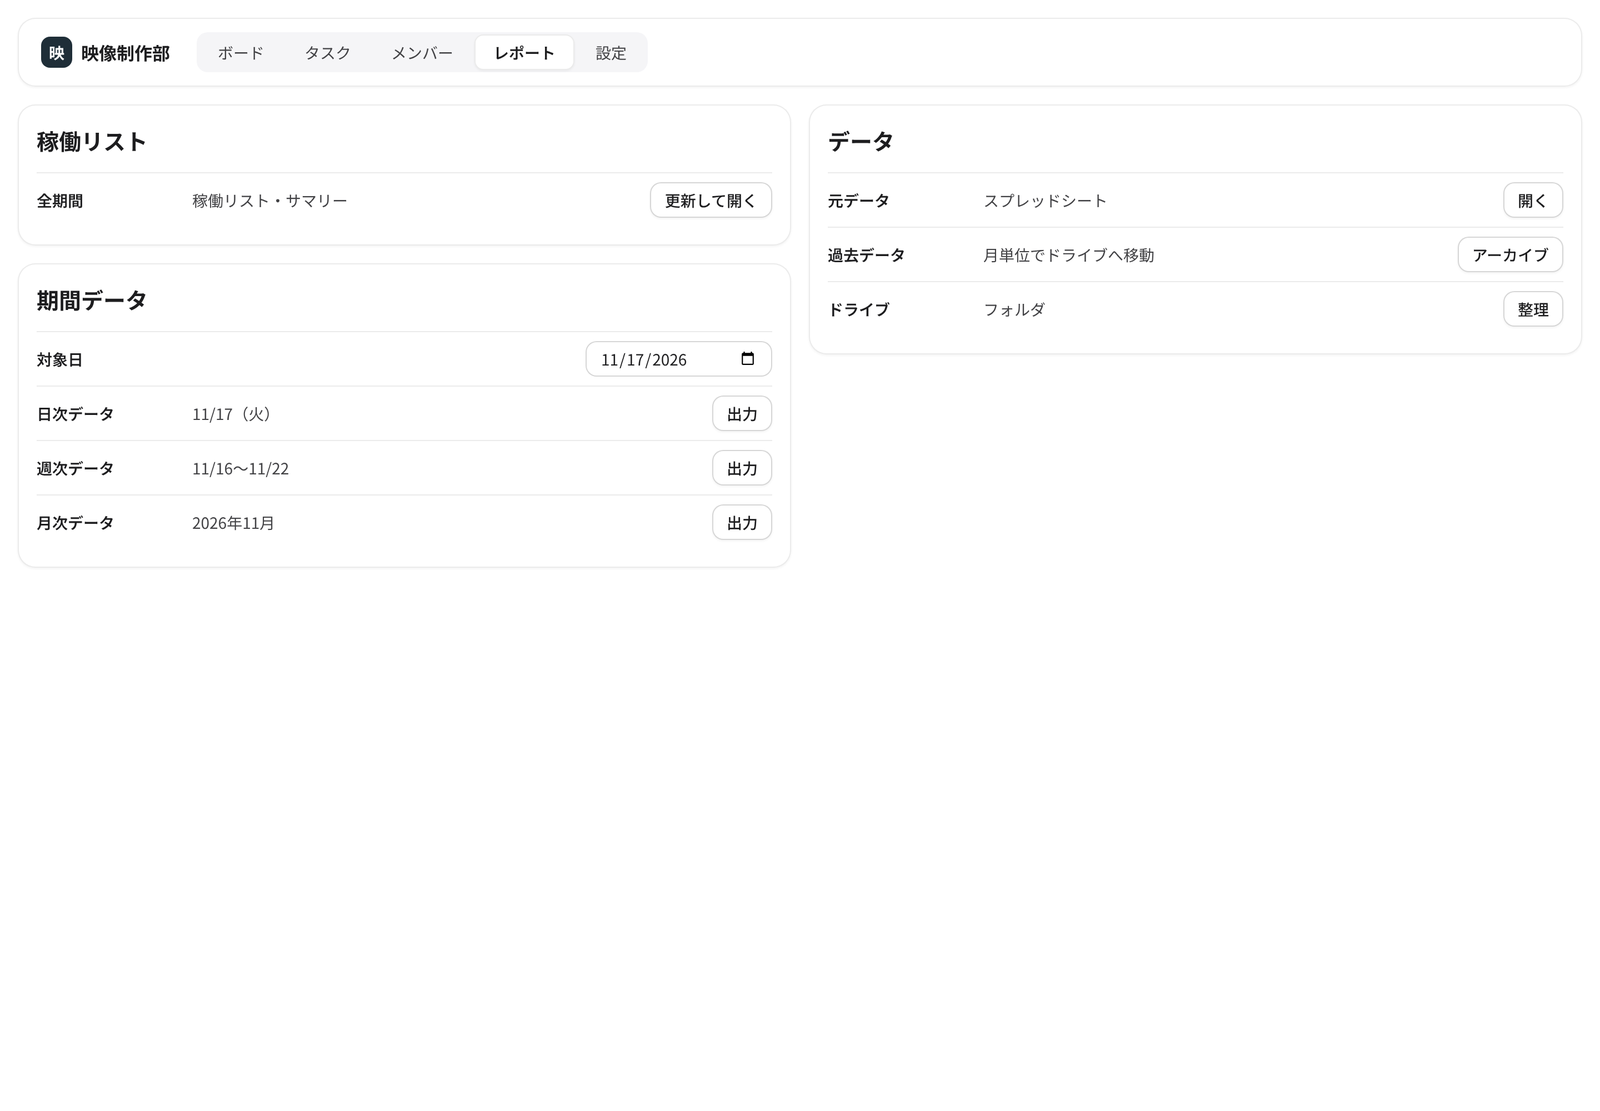 映 映像制作部 ボード タスク メンバー レポート 設定
稼働リスト
全期間 稼働リスト・サマリー 更新して開く
期間データ
対象日 11/17/2026
日次データ 11/17（火） 出力
週次データ 11/16〜11/22 出力
月次データ 2026年11月 出力
データ
元データ スプレッドシート 開く
過去データ 月単位でドライブへ移動 アーカイブ
ドライブ フォルダ 整理